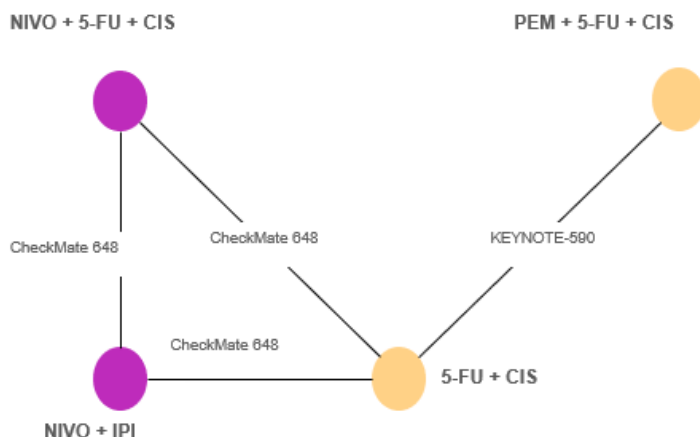 NIVO + 5-FU + CIS
PEM + 5-FU + CIS
CheckMate 648
CheckMate 648
KEYNOTE-590
CheckMate 648
5-FU + CIS
NIVO + IPI